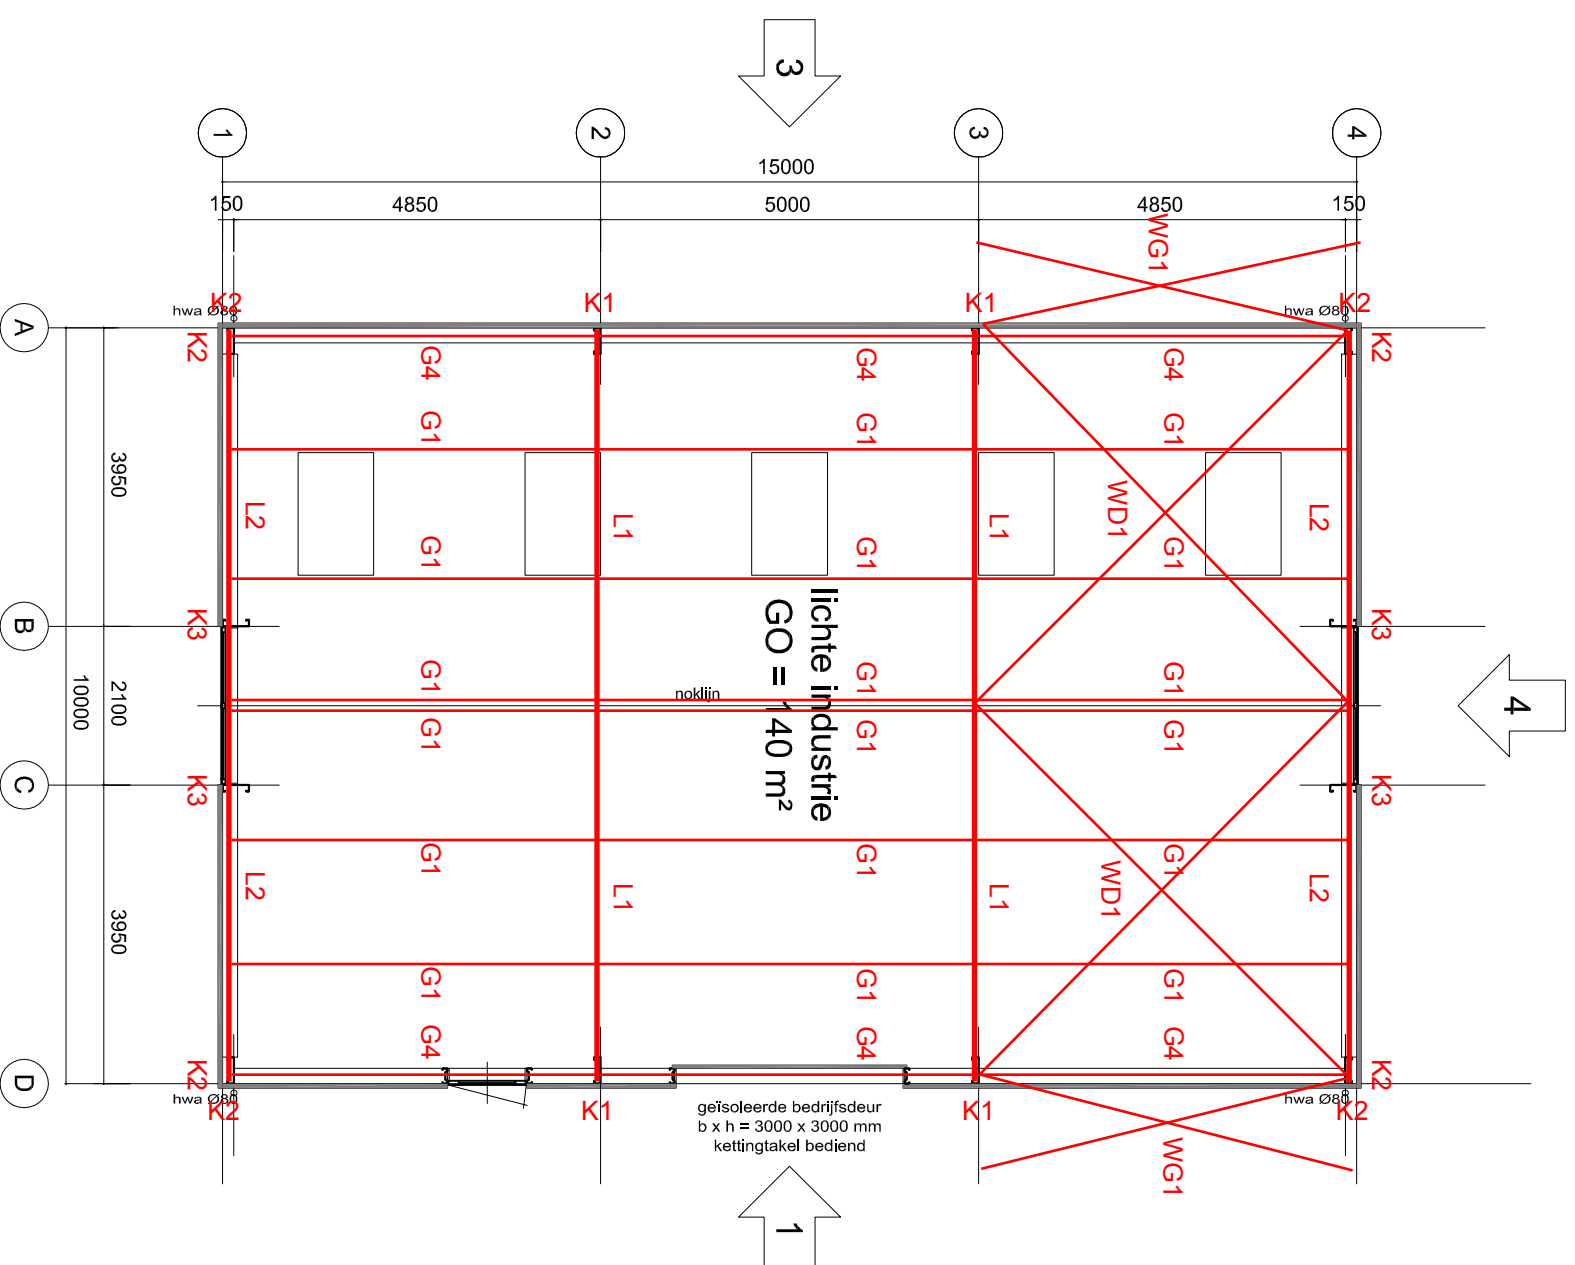 3
1
2
3
4
15000
150
4850
5000
4850
150
WG1
K2
K1
K1
K2
hwa Ø80
hwa Ø80
A
K2
K2
G4
G4
G4
G1
G1
G1
3950
L2
L1
L1
WD1
L2
G1
G1
G1
B
K3
K3
lichte industrie
GO = 140 m²
G1
G1
G1
noklijn
2100
10000
4
G1
G1
G1
C
K3
K3
G1
G1
G1
3950
L2
L1
L1
WD1
L2
G1
G1
G1
G4
G4
G4
D
K2
K2
hwa Ø80
hwa Ø80
K2
K1
K1
K2
geïsoleerde bedrijfsdeur
b x h = 3000 x 3000 mm
kettingtakel bediend
WG1
1